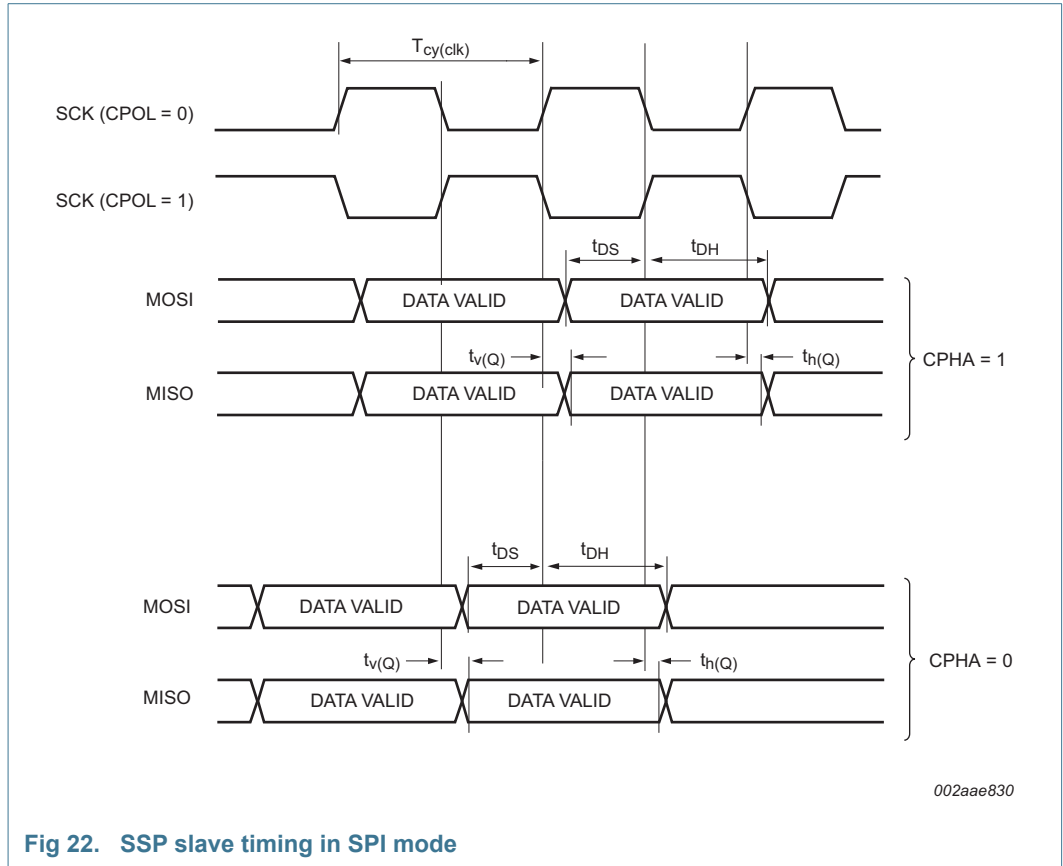 Tcy(clk)
SCK (CPOL = 0)
SCK (CPOL = 1)
tDS tDH
MOSI DATA VALID DATA VALID
tv(Q) th(Q) CPHA = 1
MISO DATA VALID DATA VALID
tDS tDH
MOSI DATA VALID DATA VALID
tv(Q) th(Q) CPHA = 0
MISO DATA VALID DATA VALID
002aae830
Fig 22. SSP slave timing in SPI mode